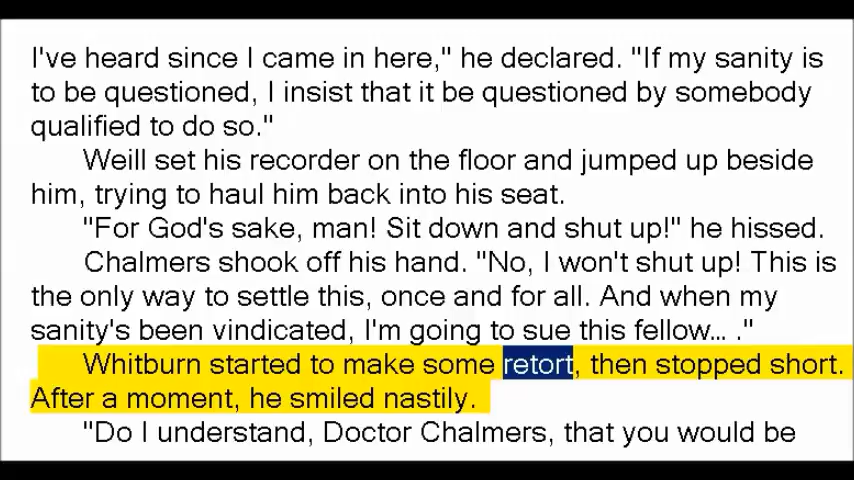 I've heard since I came in here," he declared. "If my sanity is
to be questioned, I insist that it be questioned by somebody
qualified to do so."
Weill set his recorder on the floor and jumped up beside
him, trying to haul him back into his seat.
"For God's sake, man! Sit down and shut up!" he hissed.
Chalmers shook off his hand. "No, I won't shut up! This is
the only way to settle this, once and for all. And when my
sanity's been vindicated, I'm going to sue this fellow... ."
Whitburn started to make some retort, then stopped short.
After a moment, he smiled nastily.
"Do I understand, Doctor Chalmers, that you would be